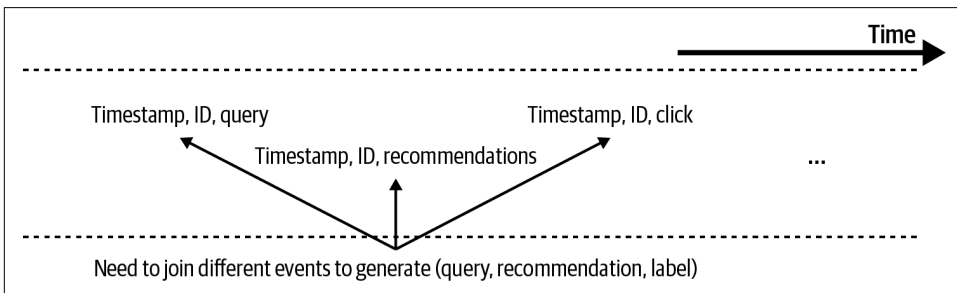 Time
Timestamp, ID, query
Timestamp, ID, click
Timestamp, ID, recommendations
...
Need to join different events to generate (query, recommendation, label)